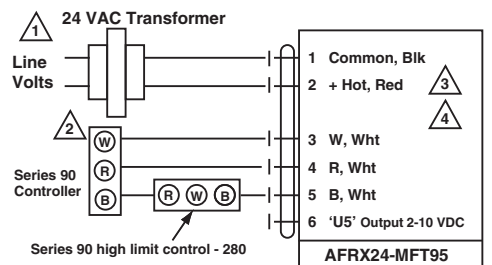 24 VAC Transformer
1
Line
Volts
1 Common, Blk
2 + Hot, Red
3
4
2
W
3 W, Wht
R
4 R, Wht
Series 90
Controller
B
R W B
5 B, Wht
6 ‘U5’ Output 2-10 VDC
Series 90 high limit control - 280
AFRX24-MFT95